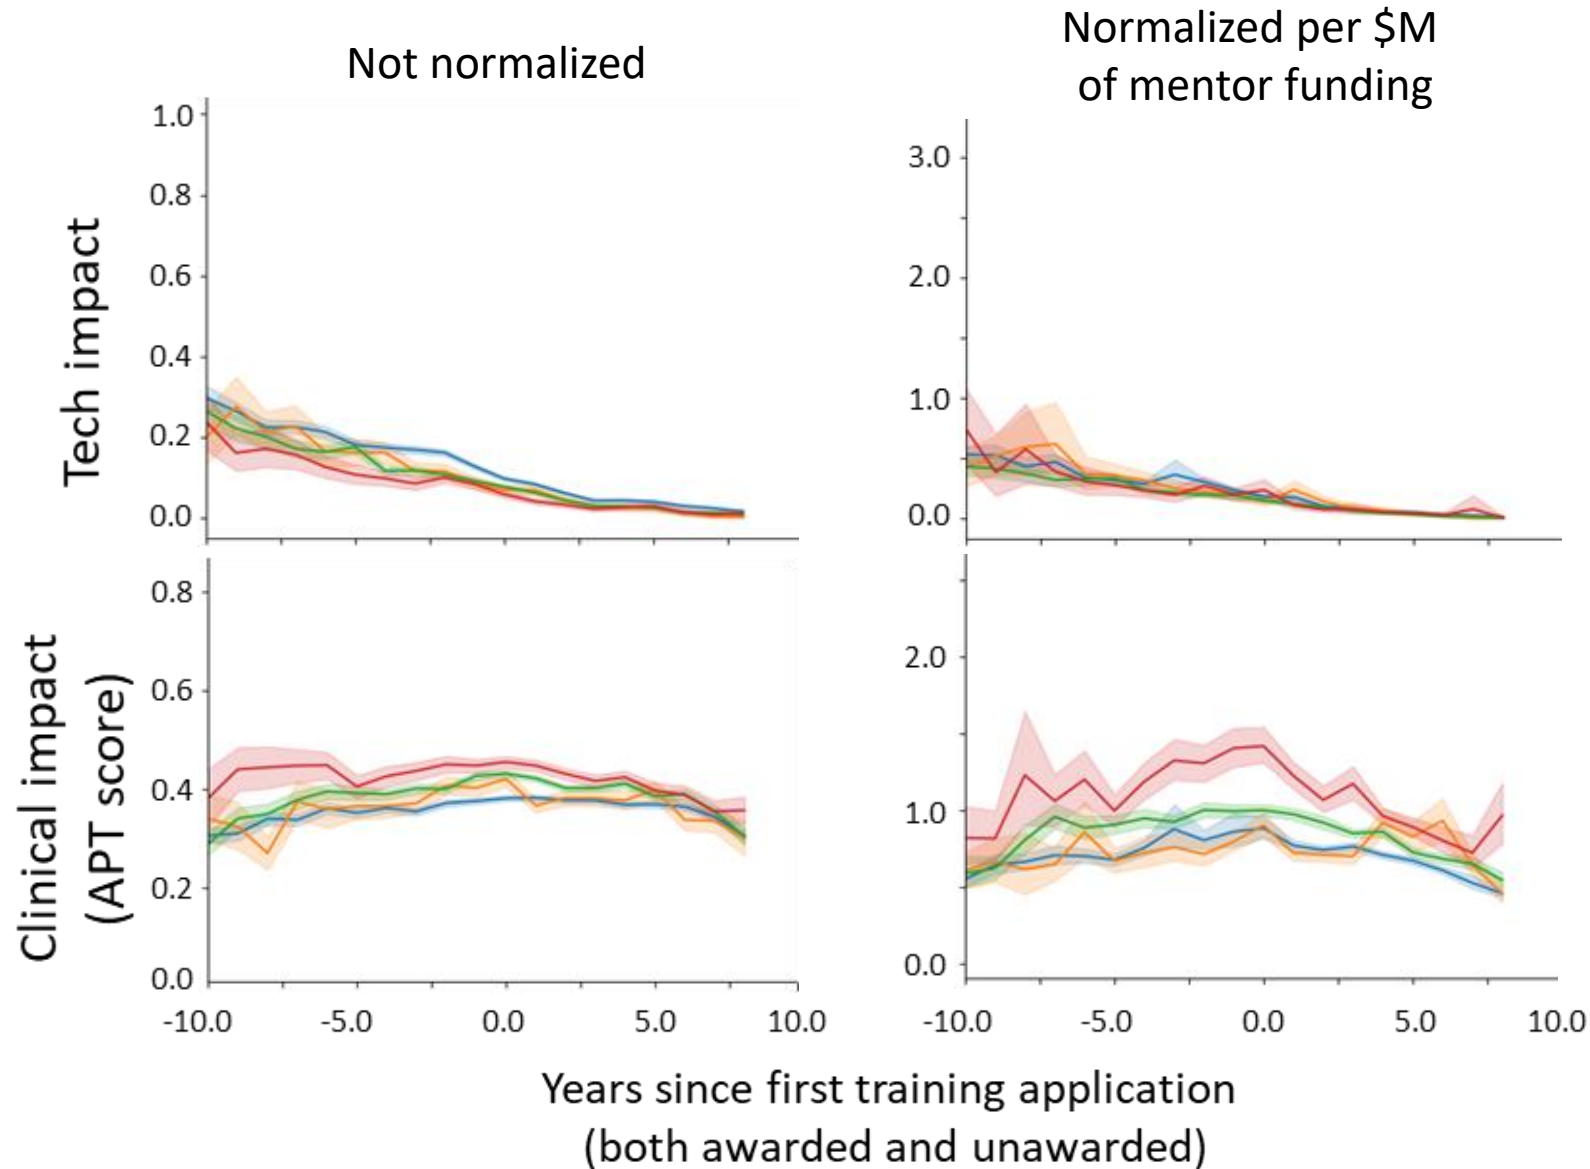 Not normalized
Normalized per $M
of mentor funding
Tech impact
1.0
0.8
0.6
0.4
0.2
0.0
3.0
2.0
1.0
0.0
Clinical impact
(APT score)
0.8
0.6
0.4
0.2
0.0
2.0
1.0
0.0
-10.0 -5.0 0.0 5.0 10.0
-10.0 -5.0 0.0 5.0 10.0
Years since first training application
(both awarded and unawarded)